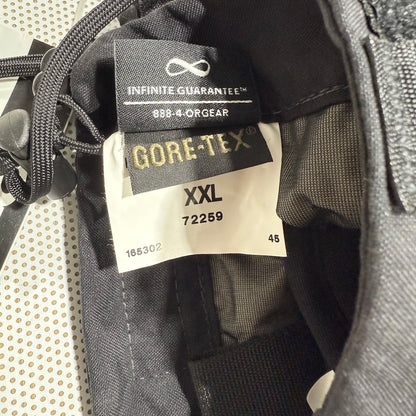 INFINITE GUARANTEE™
888-4-ORGEAR
GORE-TEX®
XXL
72259
165302 45